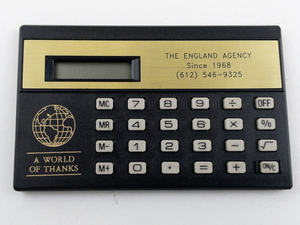 THE ENGLAND AGENCY
Since 1968
(612) 546-9325
MC 7 8 9 ÷ OFF
MR 4 5 6 × %
M- 1 2 3 - √
M+ 0 · = + ON/C
A WORLD
OF THANKS